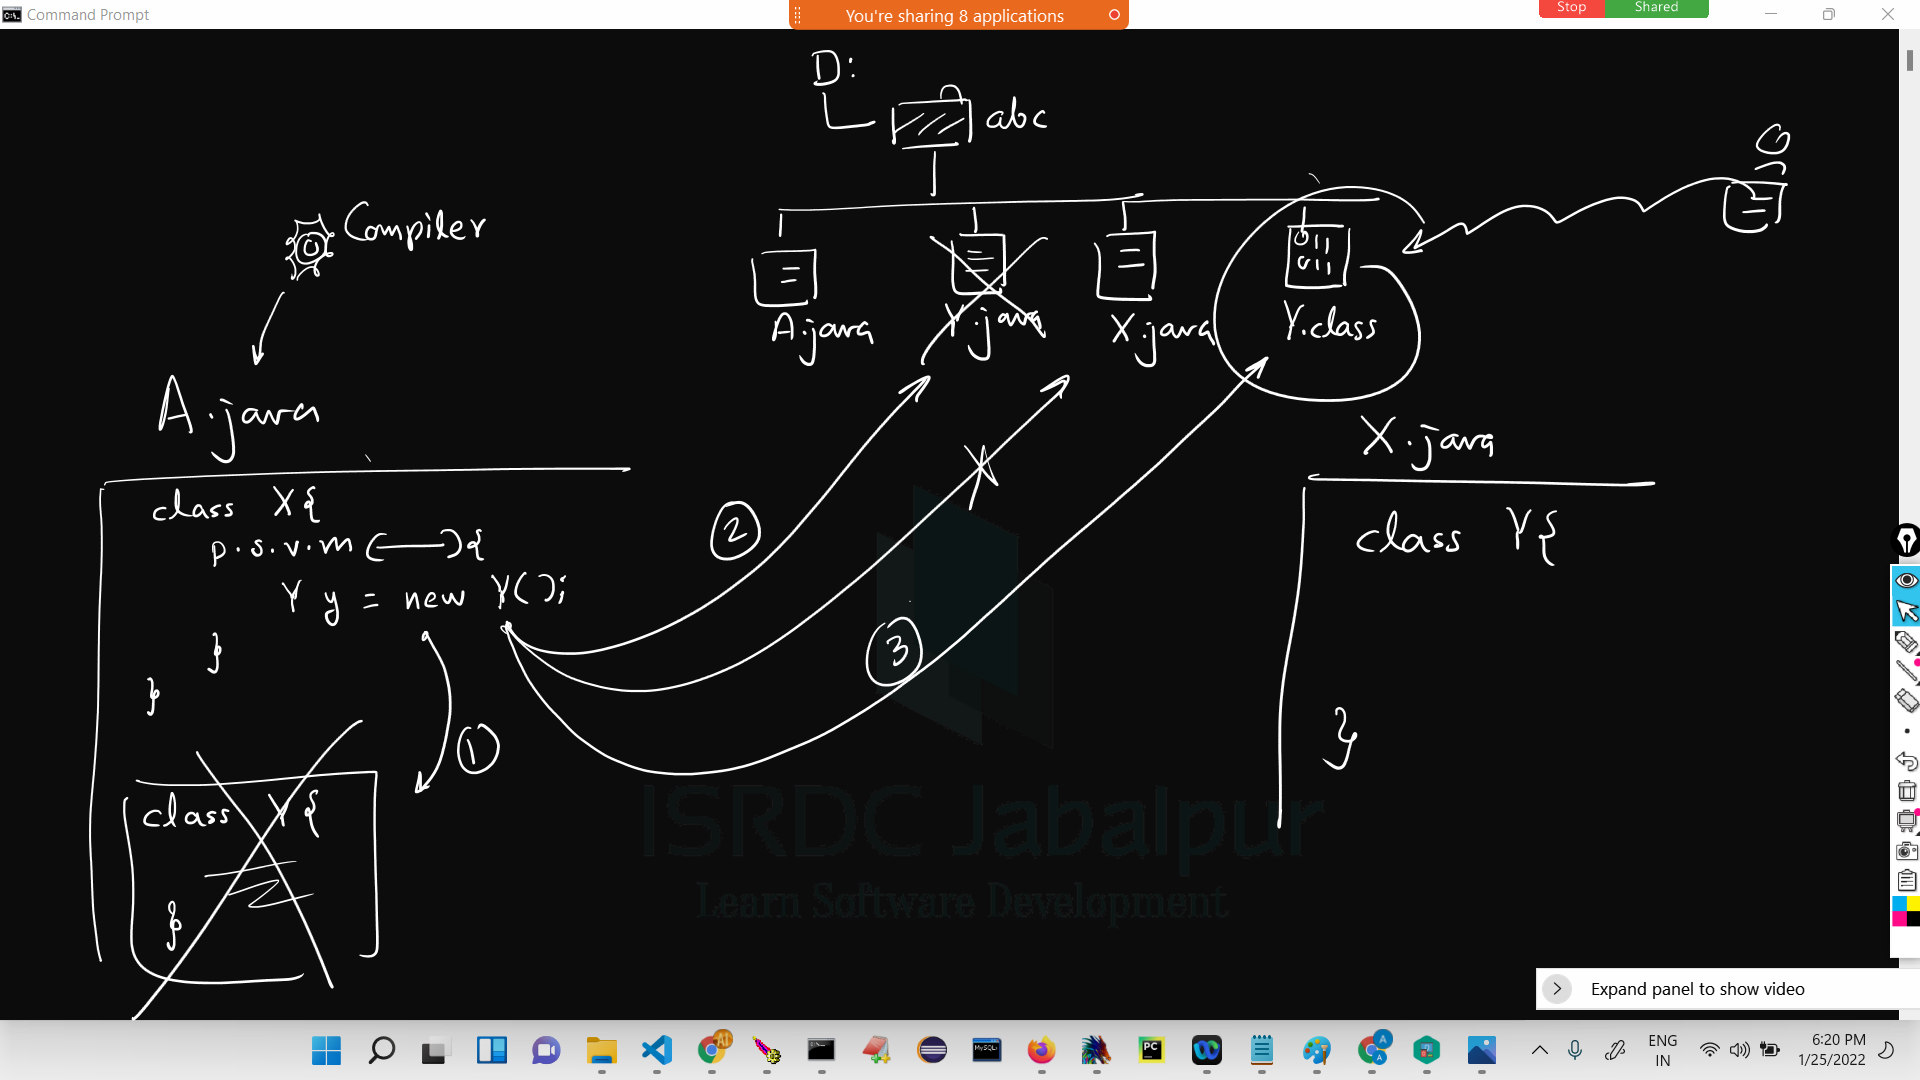 Command Prompt
You're sharing 8 applications
Stop Shared
D:
abc
Compiler
A.java Y.java X.java Y.class
A.java
class X{
p.s.v.m (——){
Y y = new Y();
}
}
①
②
③
class Y{
}
X.java
class Y{
}
ISRDC Jabalpur
Learn Software Development
Expand panel to show video
ENG
IN
6:20 PM
1/25/2022